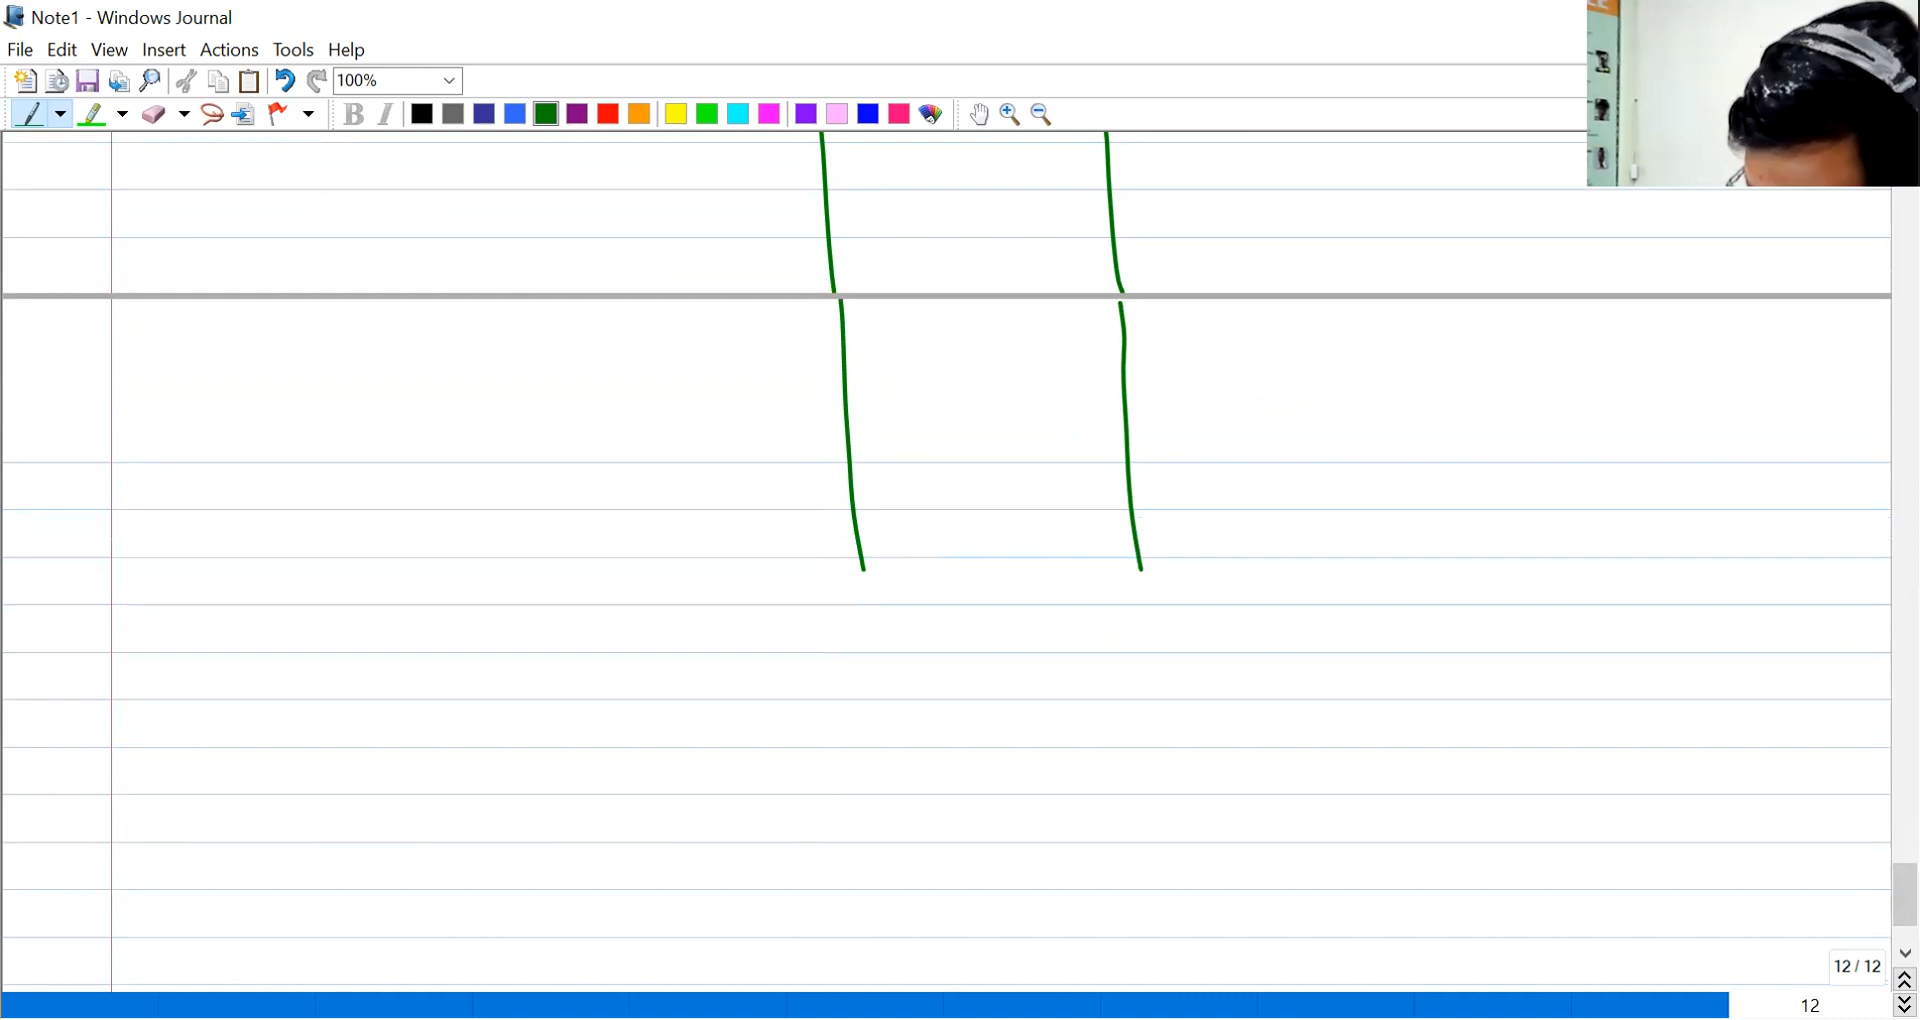 Note1 - Windows Journal
File Edit View Insert Actions Tools Help
100%
B I
12 / 12
12